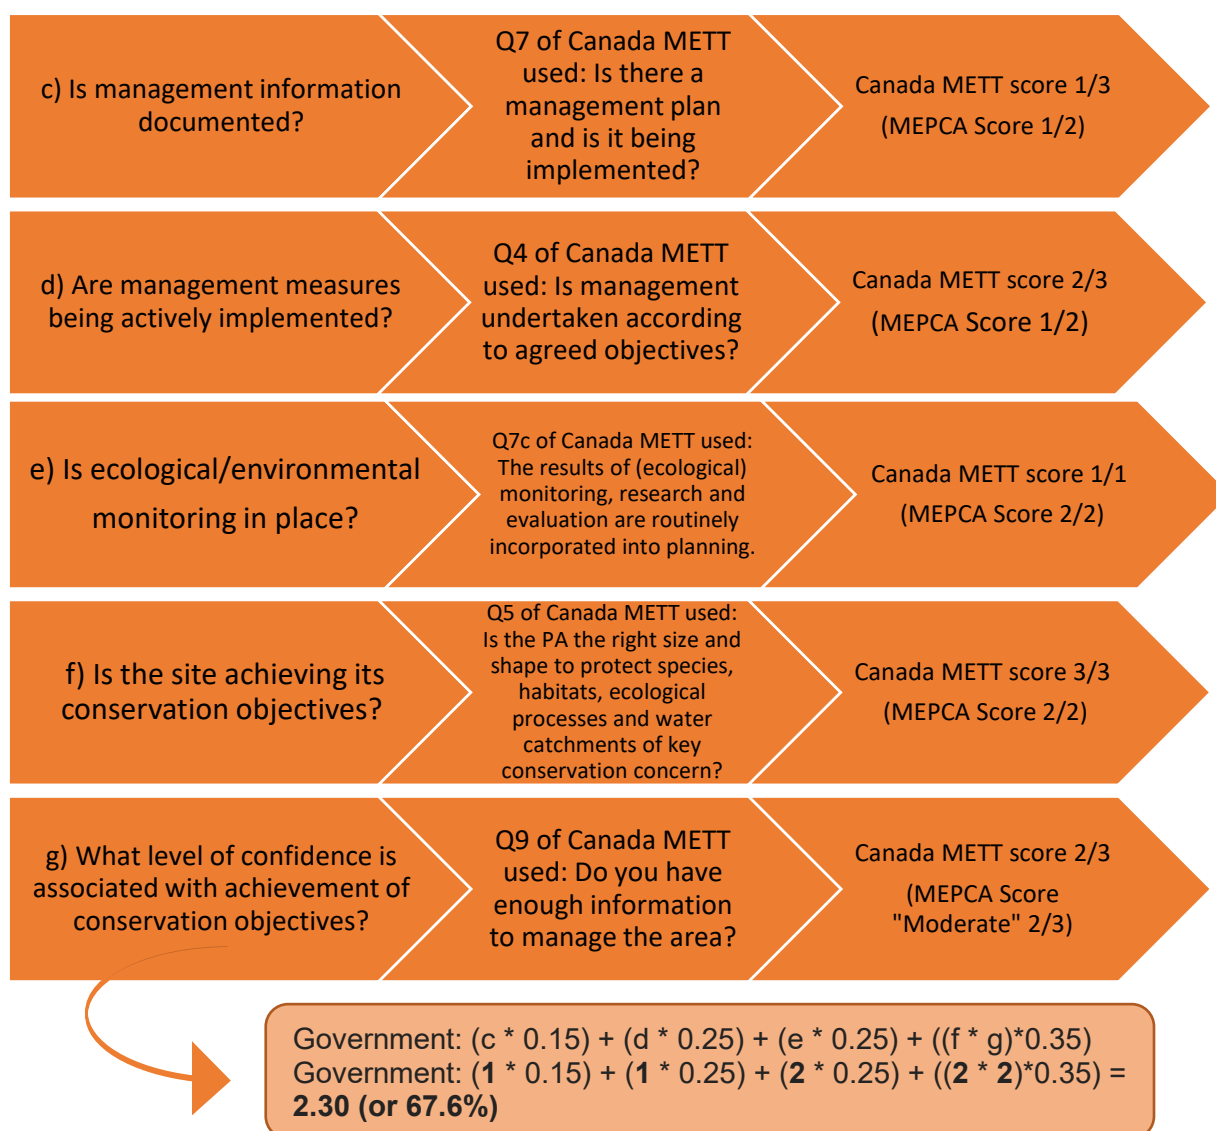 c) Is management information
documented?
Q7 of Canada METT
used: Is there a
management plan
and is it being
implemented?
Canada METT score 1/3
(MEPCA Score 1/2)
d) Are management measures
being actively implemented?
Q4 of Canada METT
used: Is management
undertaken according
to agreed objectives?
Canada METT score 2/3
(MEPCA Score 1/2)
e) Is ecological/environmental
monitoring in place?
Q7c of Canada METT used:
The results of (ecological)
monitoring, research and
evaluation are routinely
incorporated into planning.
Canada METT score 1/1
(MEPCA Score 2/2)
f) Is the site achieving its
conservation objectives?
Q5 of Canada METT used:
Is the PA the right size and
shape to protect species,
habitats, ecological
processes and water
catchments of key
conservation concern?
Canada METT score 3/3
(MEPCA Score 2/2)
g) What level of confidence is
associated with achievement of
conservation objectives?
Q9 of Canada METT
used: Do you have
enough information
to manage the area?
Canada METT score 2/3
(MEPCA Score
"Moderate" 2/3)
Government: (c * 0.15) + (d * 0.25) + (e * 0.25) + ((f * g)*0.35)
Government: (1 * 0.15) + (1 * 0.25) + (2 * 0.25) + ((2 * 2)*0.35) =
2.30 (or 67.6%)